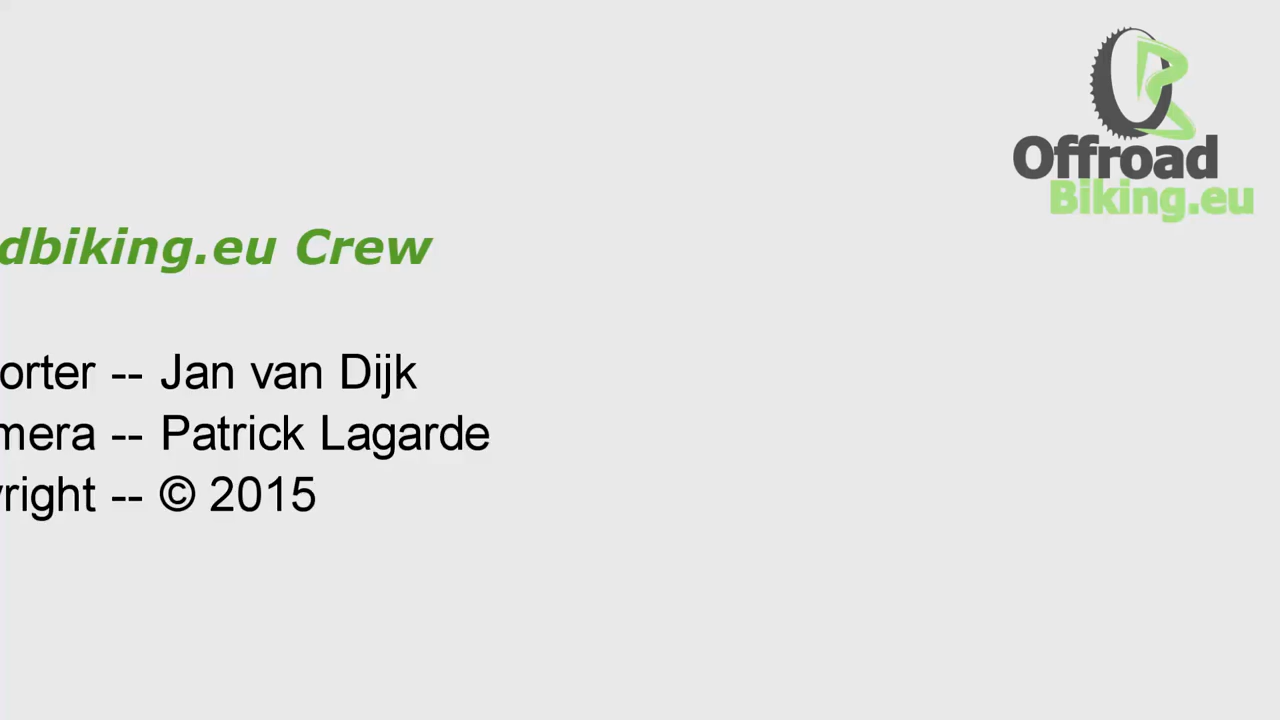 Offroad
Biking.eu
dbiking.eu Crew
orter -- Jan van Dijk
mera -- Patrick Lagarde
right -- © 2015